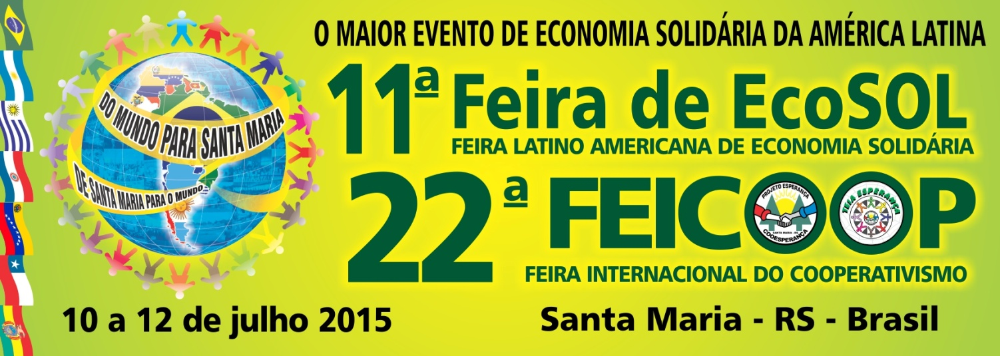 O MAIOR EVENTO DE ECONOMIA SOLIDÁRIA DA AMÉRICA LATINA
11ª Feira de EcoSOL
FEIRA LATINO AMERICANA DE ECONOMIA SOLIDÁRIA
22ª FEICOOP
PROJETO ESPERANÇA
SANTA MARIA - RS
COOESPERANÇA
TEIA ESPERANÇA
FEIRA INTERNACIONAL DO COOPERATIVISMO
DO MUNDO PARA SANTA MARIA
DE SANTA MARIA PARA O MUNDO
10 a 12 de julho 2015
Santa Maria - RS - Brasil